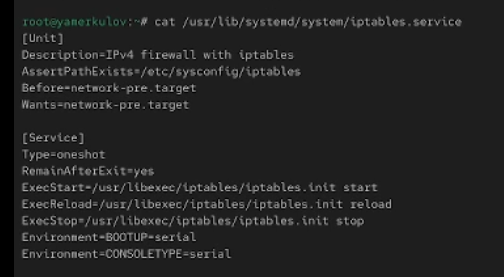 root@yamerkulov:~# cat /usr/lib/systemd/system/iptables.service
[Unit]
Description=IPv4 firewall with iptables
AssertPathExists=/etc/sysconfig/iptables
Before=network-pre.target
Wants=network-pre.target

[Service]
Type=oneshot
RemainAfterExit=yes
ExecStart=/usr/libexec/iptables/iptables.init start
ExecReload=/usr/libexec/iptables/iptables.init reload
ExecStop=/usr/libexec/iptables/iptables.init stop
Environment=BOOTUP=serial
Environment=CONSOLETYPE=serial